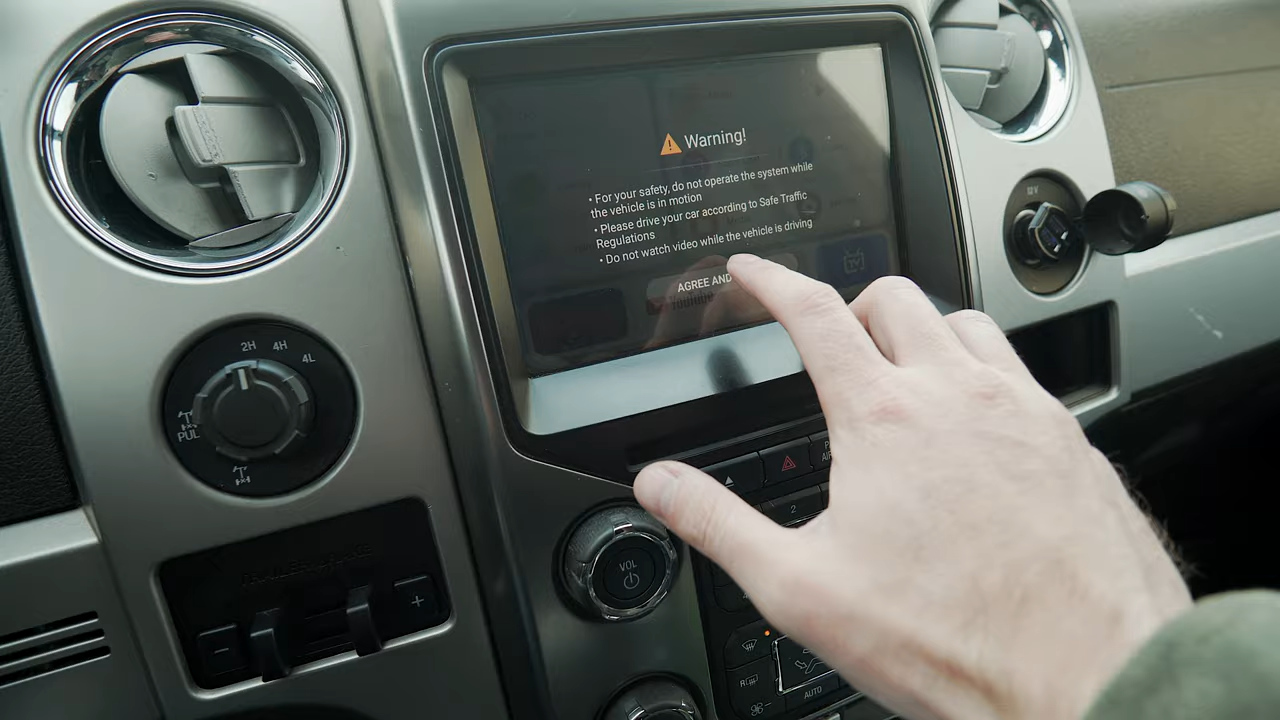 Warning!
• For your safety, do not operate the system while
the vehicle is in motion
• Please drive your car according to Safe Traffic
Regulations
• Do not watch video while the vehicle is driving
AGREE AND
YouTube
12V
2H 4H 4L
PUL
VOL
2
R
AUTO